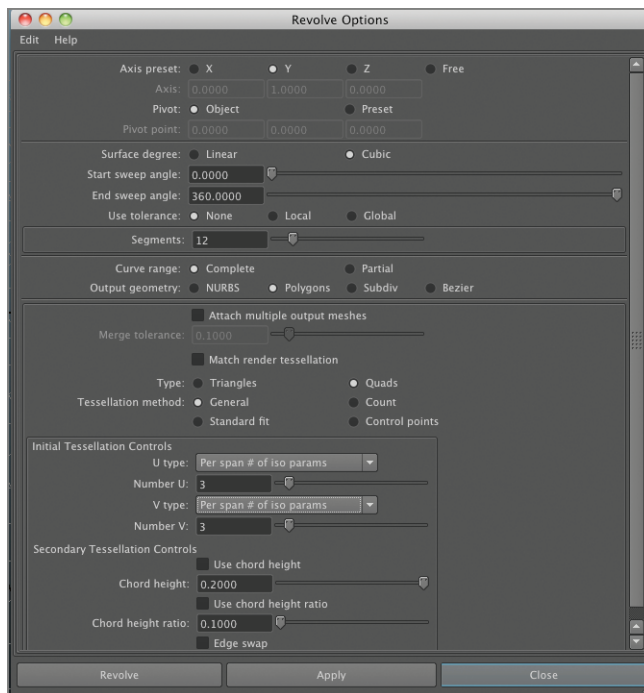 Revolve Options
Edit Help
Axis preset: X Y Z Free
Axis: 0.0000 1.0000 0.0000
Pivot: Object Preset
Pivot point: 0.0000 0.0000 0.0000
Surface degree: Linear Cubic
Start sweep angle: 0.0000
End sweep angle: 360.0000
Use tolerance: None Local Global
Segments: 12
Curve range: Complete Partial
Output geometry: NURBS Polygons Subdiv Bezier
Attach multiple output meshes
Merge tolerance: 0.1000
Match render tessellation
Type: Triangles Quads
Tessellation method: General Count
Standard fit Control points
Initial Tessellation Controls
U type: Per span # of iso params
Number U: 3
V type: Per span # of iso params
Number V: 3
Secondary Tessellation Controls
Use chord height
Chord height: 0.2000
Use chord height ratio
Chord height ratio: 0.1000
Edge swap
Revolve Apply Close